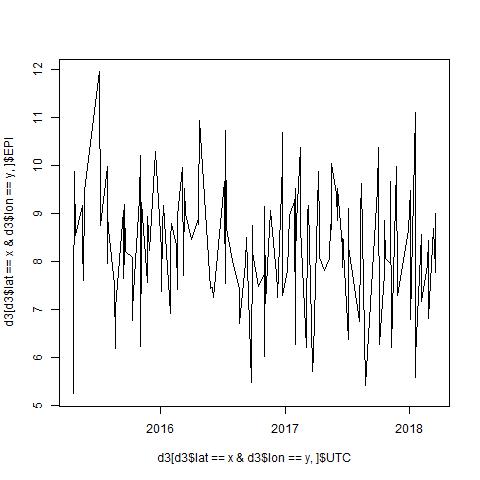 12
11
10
9
8
7
6
5
d3[d3$lat == x & d3$lon == y, ]$EPI
2016 2017 2018
d3[d3$lat == x & d3$lon == y, ]$UTC